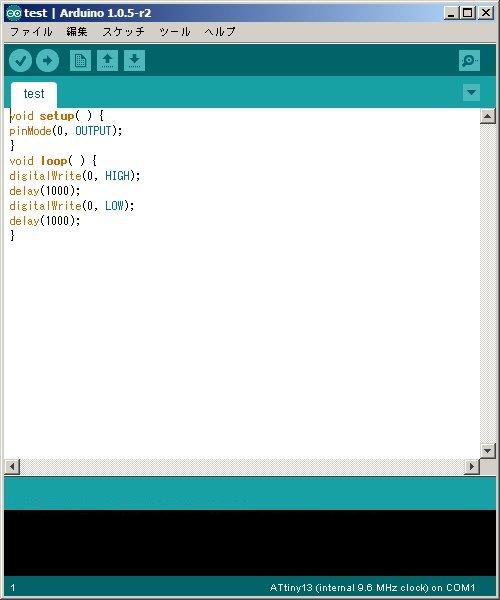 test | Arduino 1.0.5-r2
ファイル 編集 スケッチ ツール ヘルプ
test
void setup( ) {
pinMode(0, OUTPUT);
}
void loop( ) {
digitalWrite(0, HIGH);
delay(1000);
digitalWrite(0, LOW);
delay(1000);
}
1
ATtiny13 (internal 9.6 MHz clock) on COM1